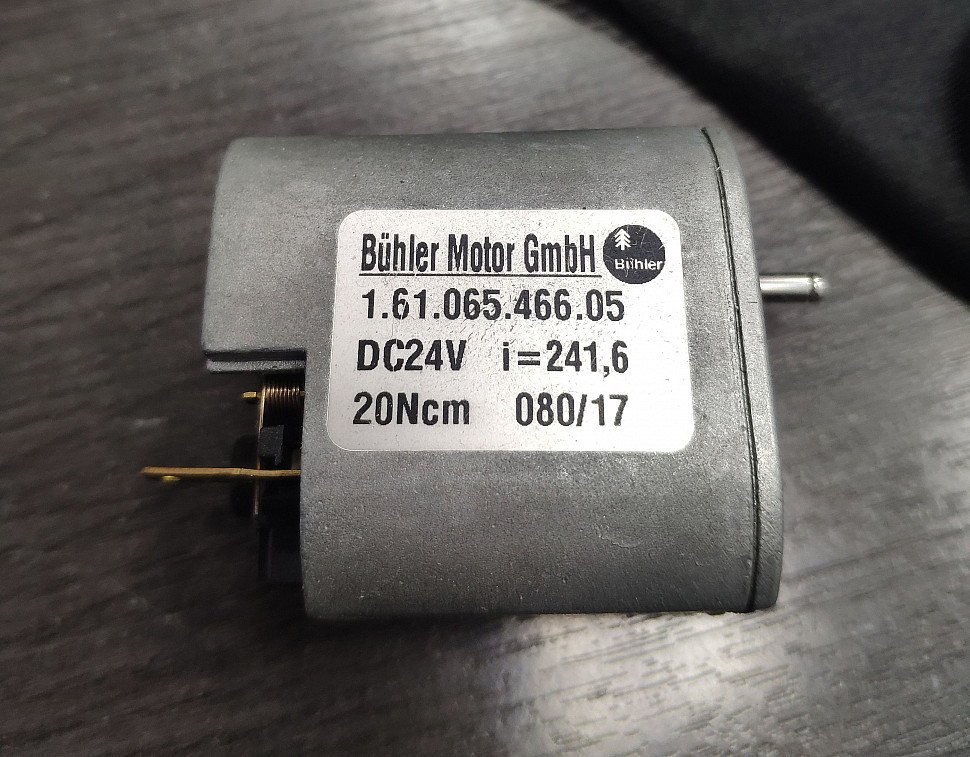 Bühler Motor GmbH
Bühler
1.61.065.466.05
DC24V i=241,6
20Ncm 080/17